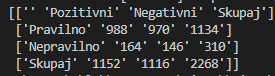 [['' 'Pozitivni' 'Negativni' 'Skupaj']
['Pravilno' '988' '970' '1134']
['Nepravilno' '164' '146' '310']
['Skupaj' '1152' '1116' '2268']]